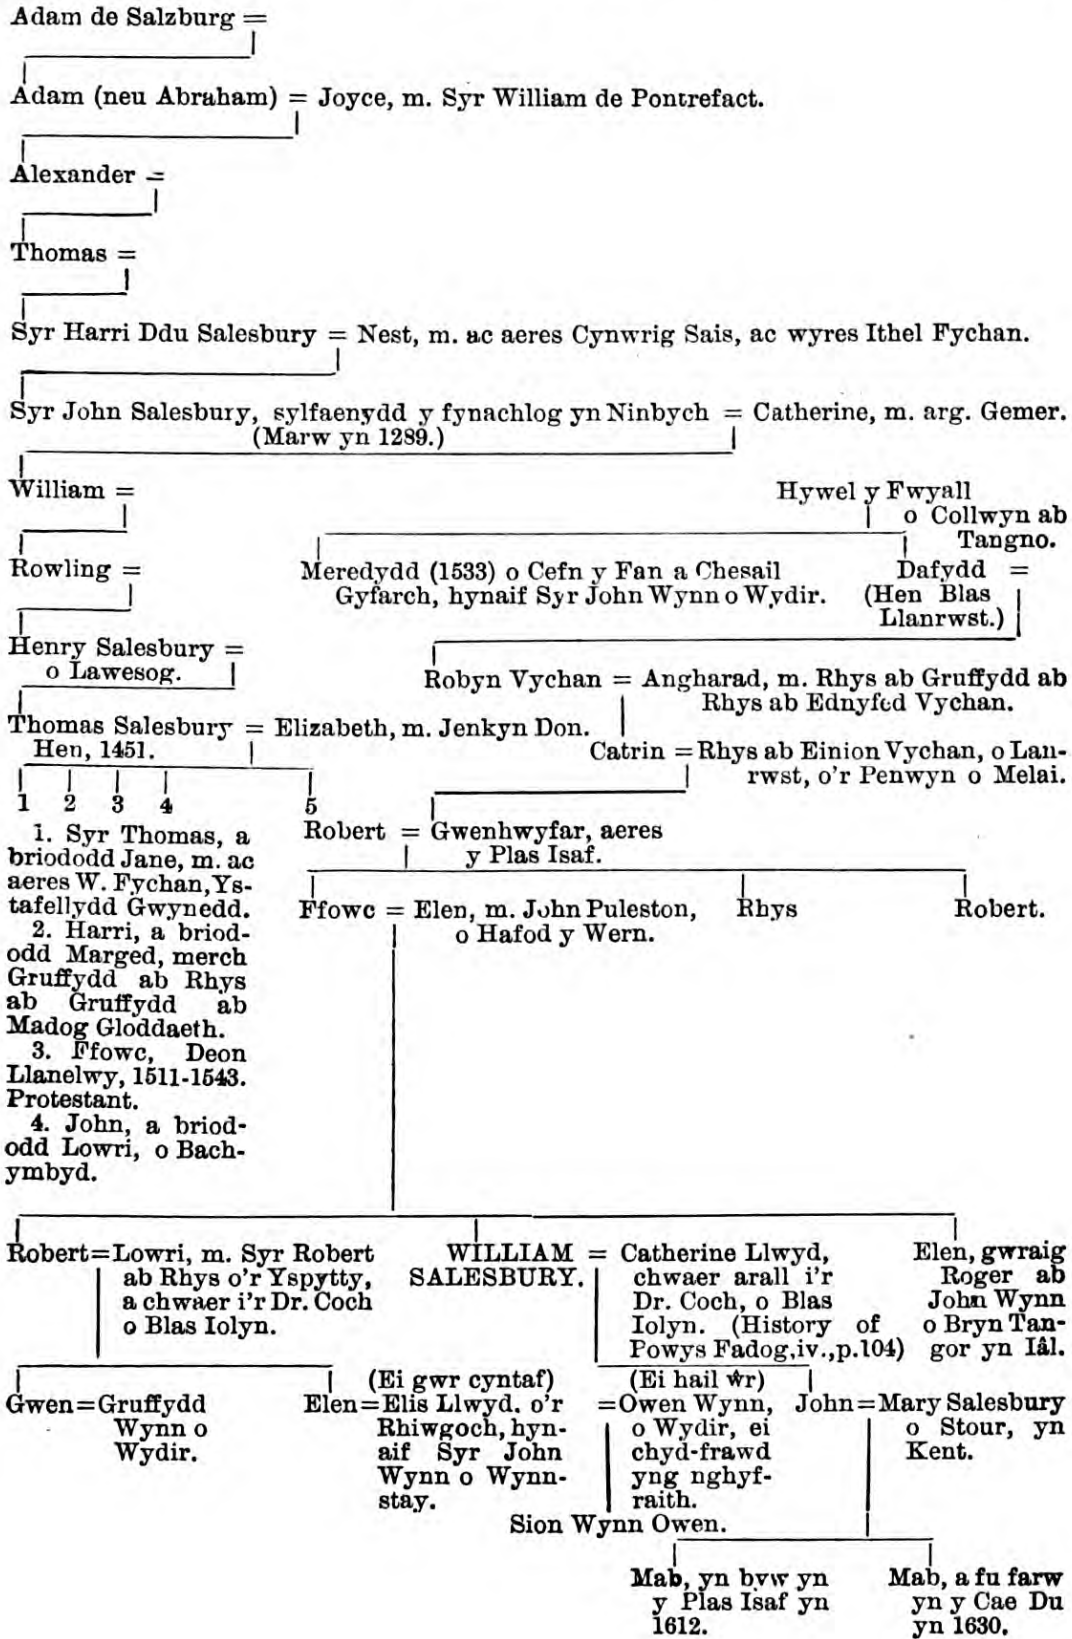 Adam de Salzburg =
Adam (neu Abraham) = Joyce, m. Syr William de Pontrefact.
Alexander =
Thomas =
Syr Harri Ddu Salesbury = Nest, m. ac aeres Cynwrig Sais, ac wyres Ithel Fychan.
Syr John Salesbury, sylfaenydd y fynachlog yn Ninbych = Catherine, m. arg. Gemer.
(Marw yn 1289.)
William =
Hywel y Fwyall
o Collwyn ab
Tangno.
Rowling =
Meredydd (1533) o Cefn y Fan a Chesail
Gyfarch, hynaif Syr John Wynn o Wydir.
Dafydd =
(Hen Blas
Llanrwst.)
Henry Salesbury =
o Lawesog.
Robyn Vychan = Angharad, m. Rhys ab Gruffydd ab
Rhys ab Ednyfed Vychan.
Thomas Salesbury = Elizabeth, m. Jenkyn Don.
Hen, 1451.
Catrin = Rhys ab Einion Vychan, o Lan-
rwst, o'r Penwyn o Melai.
1 2 3 4 5
1. Syr Thomas, a
briododd Jane, m. ac
aeres W. Fychan, Ys-
tafellydd Gwynedd.
2. Harri, a briod-
odd Marged, merch
Gruffydd ab Rhys
ab Gruffydd ab
Madog Gloddaeth.
3. Ffowc, Deon
Llanelwy, 1511-1543.
Protestant.
4. John, a briod-
odd Lowri, o Bach-
ymbyd.
Robert = Gwenhwyfar, aeres
y Plas Isaf.
Ffowc = Elen, m. John Puleston,
o Hafod y Wern.
Rhys
Robert.
Robert=Lowri, m. Syr Robert
ab Rhys o'r Yspytty,
a chwaer i'r Dr. Coch
o Blas Iolyn.
WILLIAM
SALESBURY.
= Catherine Llwyd,
chwaer arall i'r
Dr. Coch, o Blas
Iolyn. (History of
Powys Fadog, iv., p.104)
Elen, gwraig
Roger ab
John Wynn
o Bryn Tan-
gor yn Iâl.
Gwen=Gruffydd
Wynn o
Wydir.
(Ei gwr cyntaf)
Elen=Elis Llwyd. o'r
Rhiwgoch, hyn-
aif Syr John
Wynn o Wynn-
stay.
(Ei hail ŵr)
=Owen Wynn,
o Wydir, ei
chyd-frawd
yng nghyf-
raith.
John=Mary Salesbury
o Stour, yn
Kent.
Sion Wynn Owen.
Mab, yn byw yn
y Plas Isaf yn
1612.
Mab, a fu farw
yn y Cae Du
yn 1630.